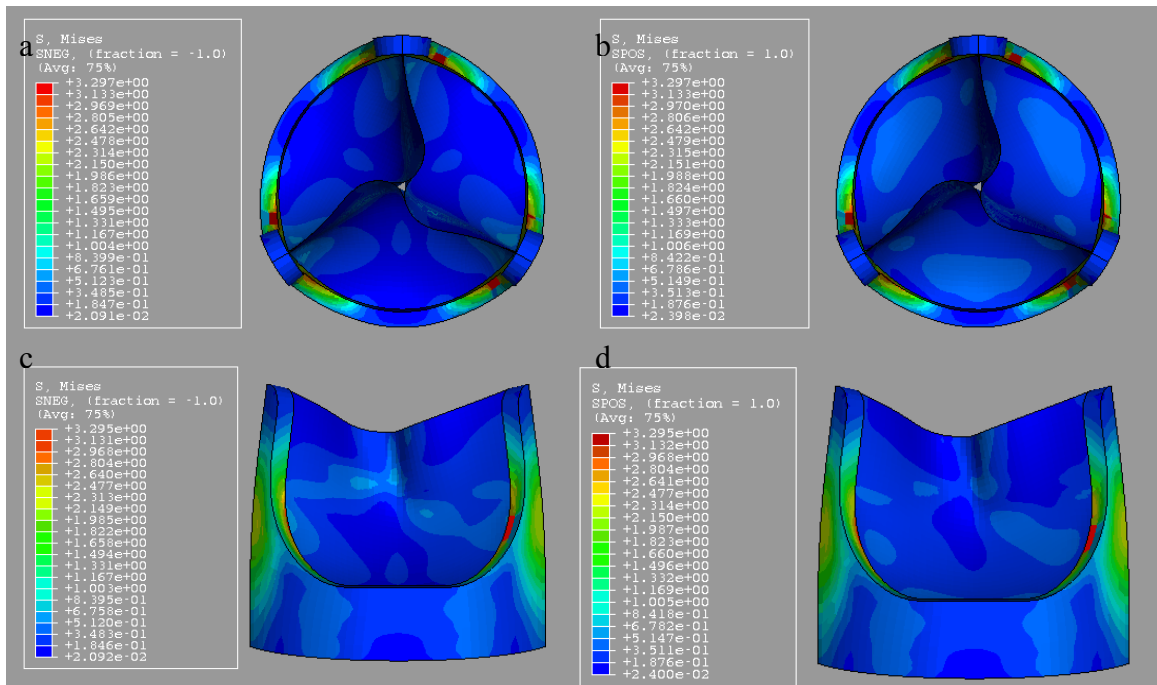 a
S, Mises
SNEG, (fraction = -1.0)
(Avg: 75%)
+3.297e+00
+3.133e+00
+2.969e+00
+2.805e+00
+2.642e+00
+2.478e+00
+2.314e+00
+2.150e+00
+1.986e+00
+1.823e+00
+1.659e+00
+1.495e+00
+1.331e+00
+1.167e+00
+1.004e+00
+8.399e-01
+6.761e-01
+5.123e-01
+3.485e-01
+1.847e-01
+2.091e-02
b
S, Mises
SPOS, (fraction = 1.0)
(Avg: 75%)
+3.297e+00
+3.133e+00
+2.970e+00
+2.806e+00
+2.642e+00
+2.479e+00
+2.315e+00
+2.151e+00
+1.988e+00
+1.824e+00
+1.660e+00
+1.497e+00
+1.333e+00
+1.169e+00
+1.006e+00
+8.422e-01
+6.786e-01
+5.149e-01
+3.513e-01
+1.876e-01
+2.398e-02
c
S, Mises
SNEG, (fraction = -1.0)
(Avg: 75%)
+3.295e+00
+3.131e+00
+2.968e+00
+2.804e+00
+2.640e+00
+2.477e+00
+2.313e+00
+2.149e+00
+1.985e+00
+1.822e+00
+1.658e+00
+1.494e+00
+1.331e+00
+1.167e+00
+1.003e+00
+8.395e-01
+6.758e-01
+5.120e-01
+3.483e-01
+1.846e-01
+2.092e-02
d
S, Mises
SPOS, (fraction = 1.0)
(Avg: 75%)
+3.295e+00
+3.132e+00
+2.968e+00
+2.804e+00
+2.641e+00
+2.477e+00
+2.314e+00
+2.150e+00
+1.987e+00
+1.823e+00
+1.660e+00
+1.496e+00
+1.332e+00
+1.169e+00
+1.005e+00
+8.418e-01
+6.782e-01
+5.147e-01
+3.511e-01
+1.876e-01
+2.400e-02